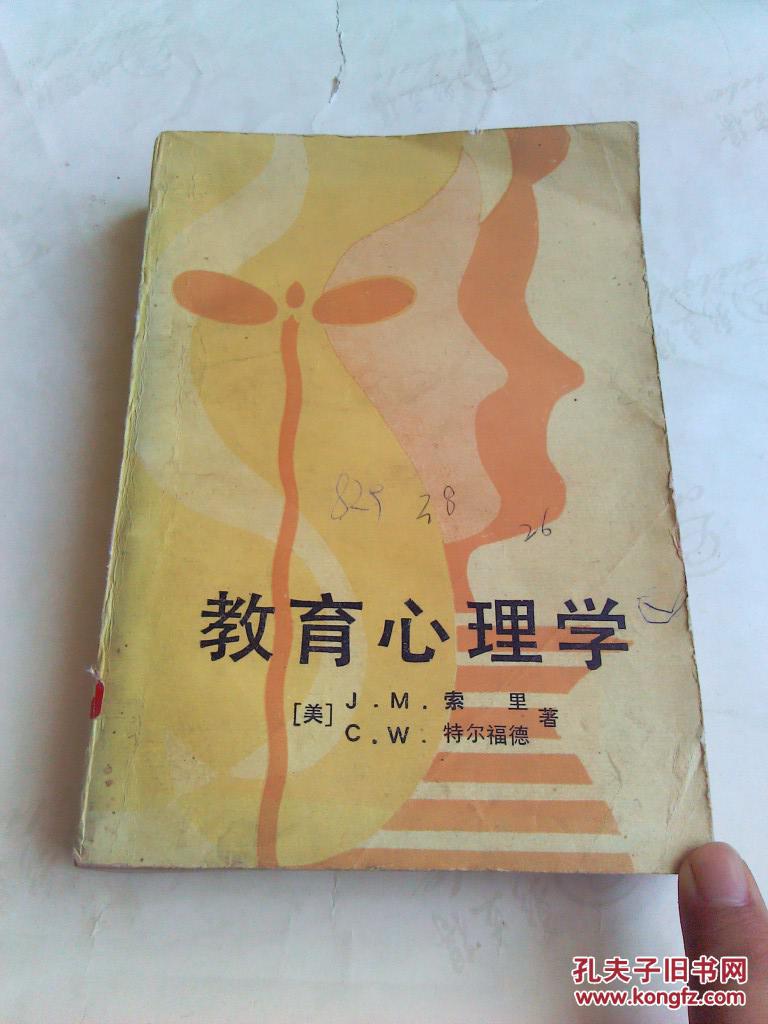 829 28
26
教育心理学
[美] J.M.索 里
C.W.特尔福德 著
孔夫子旧书网
www.kongfz.com